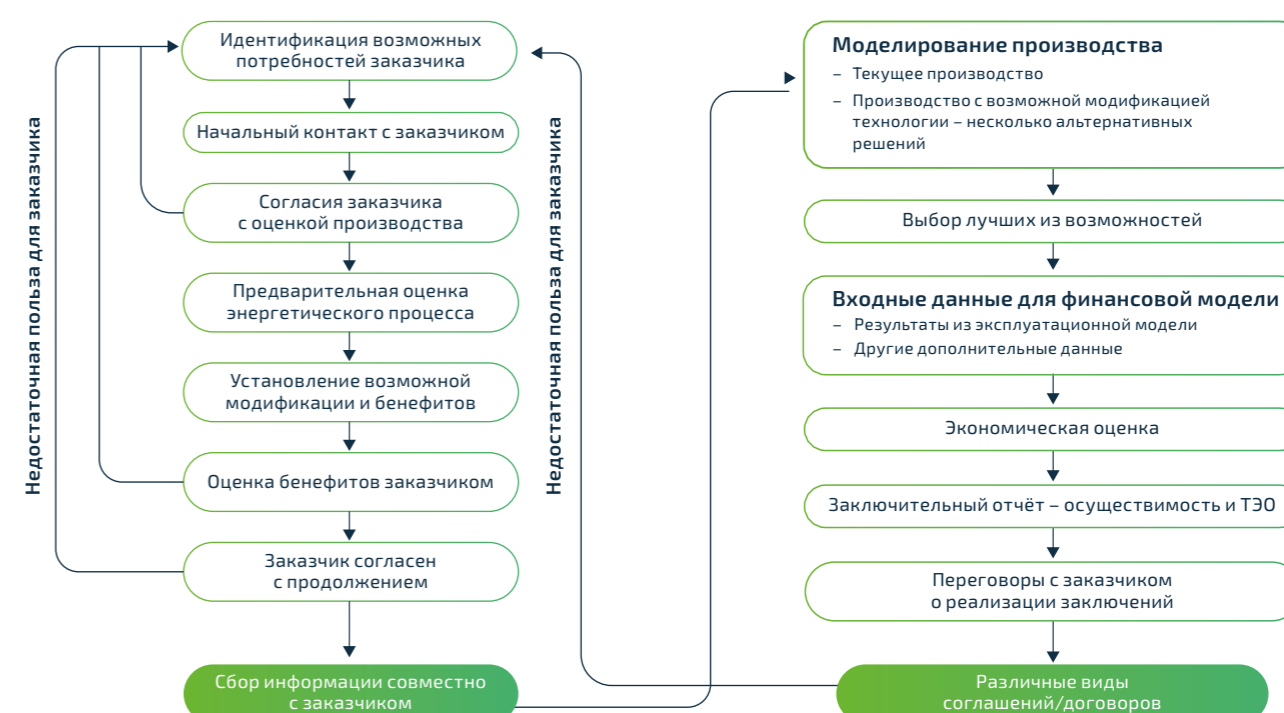 Недостаточная польза для заказчика
Идентификация возможных
потребностей заказчика
Начальный контакт с заказчиком
Согласия заказчика
с оценкой производства
Предварительная оценка
энергетического процесса
Установление возможной
модификации и бенефитов
Оценка бенефитов заказчиком
Заказчик согласен
с продолжением
Сбор информации совместно
с заказчиком
Недостаточная польза для заказчика
Моделирование производства
– Текущее производство
– Производство с возможной модификацией
технологии – несколько альтернативных
решений
Выбор лучших из возможностей
Входные данные для финансовой модели
– Результаты из эксплуатационной модели
– Другие дополнительные данные
Экономическая оценка
Заключительный отчёт – осуществимость и ТЭО
Переговоры с заказчиком
о реализации заключений
Различные виды
соглашений/договоров